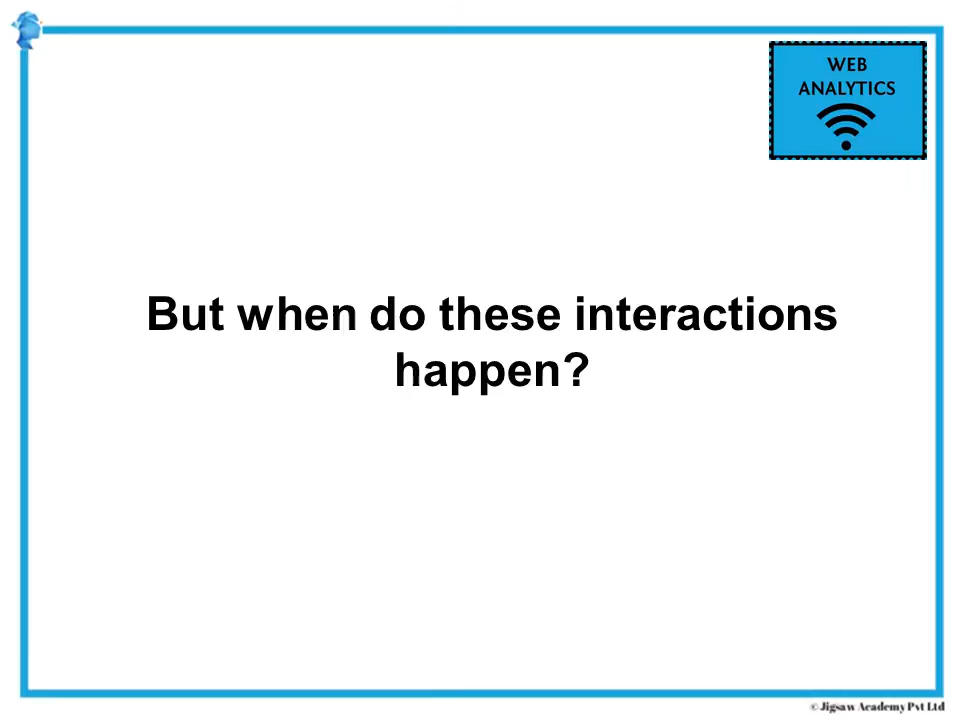 WEB
ANALYTICS
But when do these interactions
happen?
© Jigsaw Academy Pvt Ltd